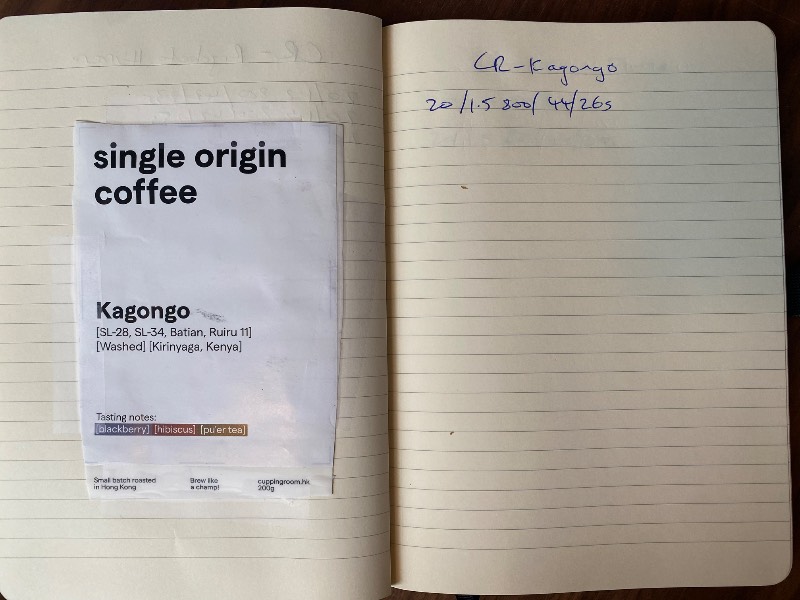 single origin
coffee
Kagongo
[SL-28, SL-34, Batian, Ruiru 11]
[Washed] [Kirinyaga, Kenya]
Tasting notes:
[blackberry] [hibiscus] [pu'er tea]
Small batch roasted
in Hong Kong
Brew like
a champ!
cuppingroom.hk
200g
CR-Kagongo
20/1.5 800/ 44/26s